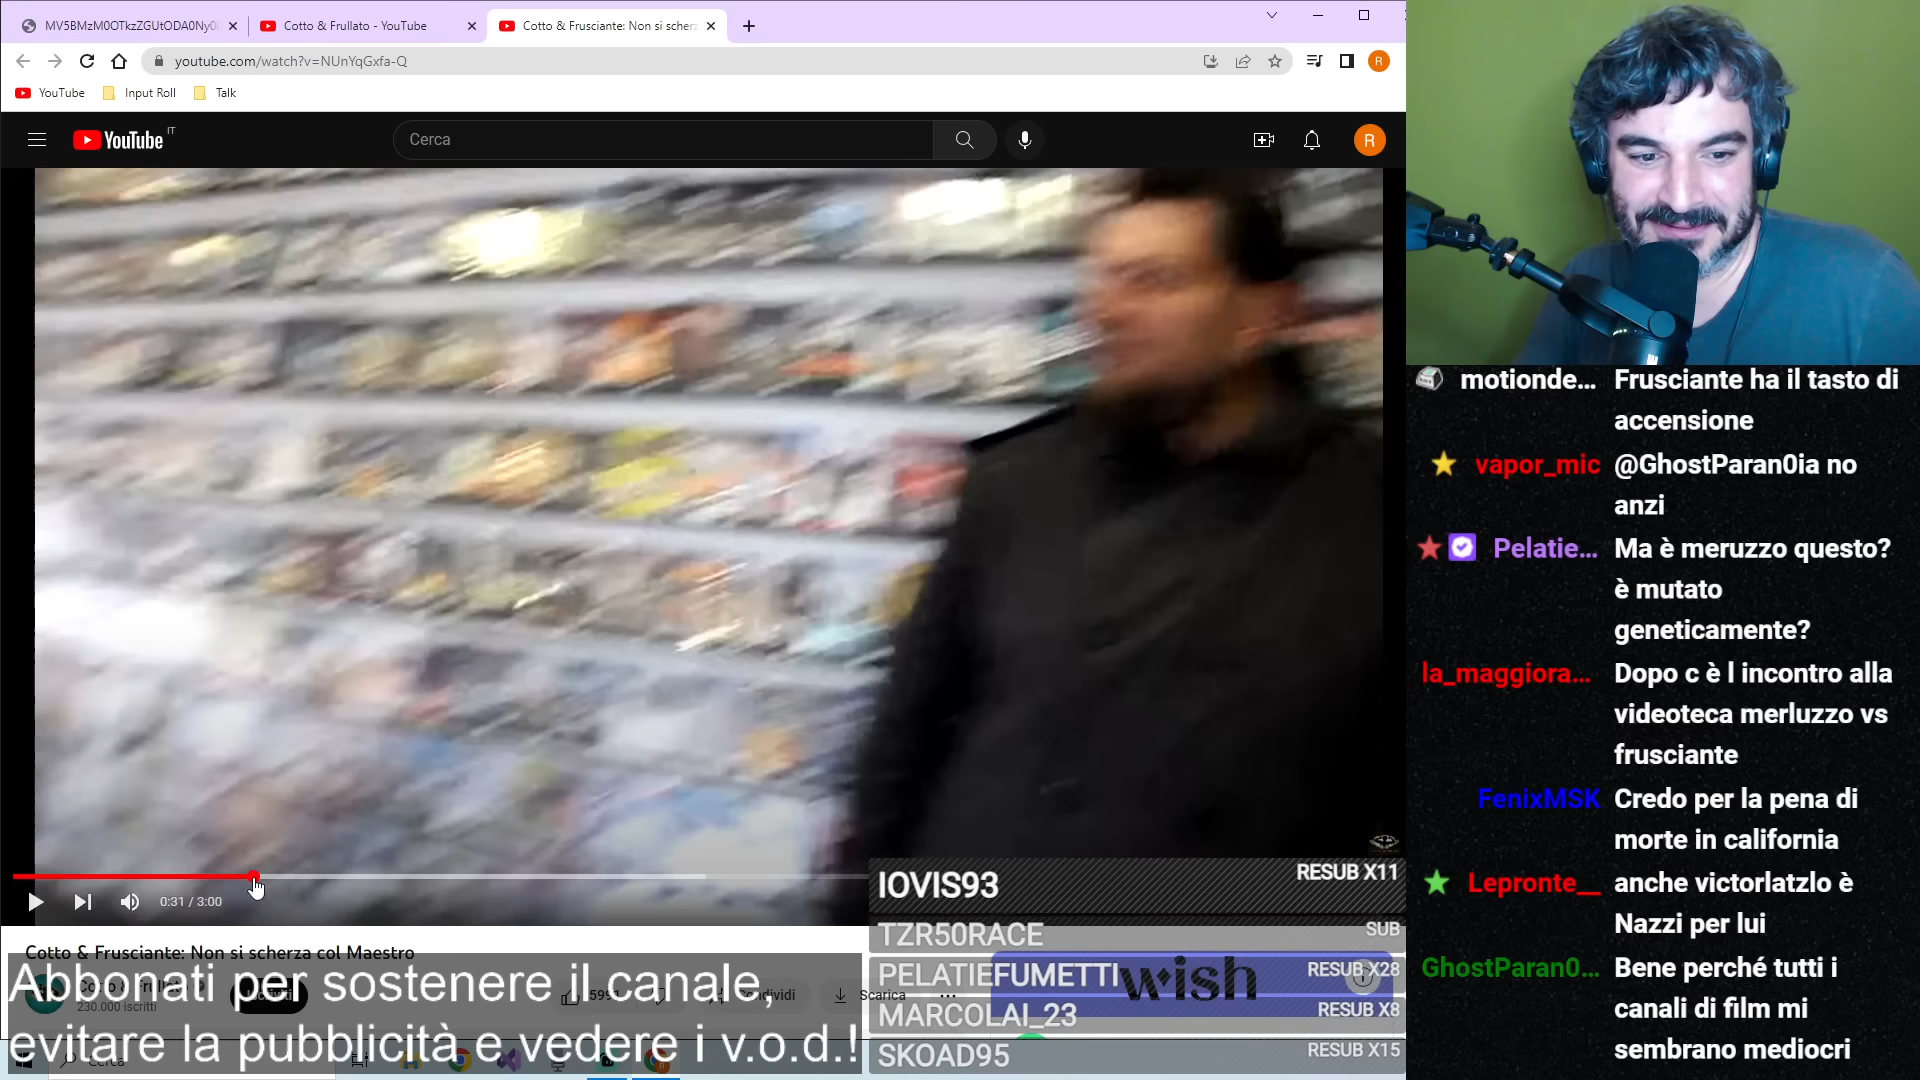 MV5BMzM0OTkzZGUtODA0Ny00
Cotto & Frullato - YouTube
Cotto & Frusciante: Non si scherz
youtube.com/watch?v=NUnYqGxfa-Q
R
YouTube
Input Roll
Talk
YouTube IT
Cerca
R
0:31 / 3:00
Cotto & Frusciante: Non si scherza col Maestro
230.000 iscritti
Scarica
wish
Abbonati per sostenere il canale,
evitare la pubblicità e vedere i v.o.d.!
Cerca
IOVIS93 RESUB X11
TZR50RACE SUB
PELATIEFUMETTI RESUB X28
MARCOLAI_23 RESUB X8
SKOAD95 RESUB X15
motionde... Frusciante ha il tasto di
accensione
vapor_mic @GhostParan0ia no
anzi
Pelatie... Ma è meruzzo questo?
è mutato
geneticamente?
la_maggiora... Dopo c è l incontro alla
videoteca merluzzo vs
frusciante
FenixMSK Credo per la pena di
morte in california
Lepronte__ anche victorlatzlo è
Nazzi per lui
GhostParan0... Bene perché tutti i
canali di film mi
sembrano mediocri